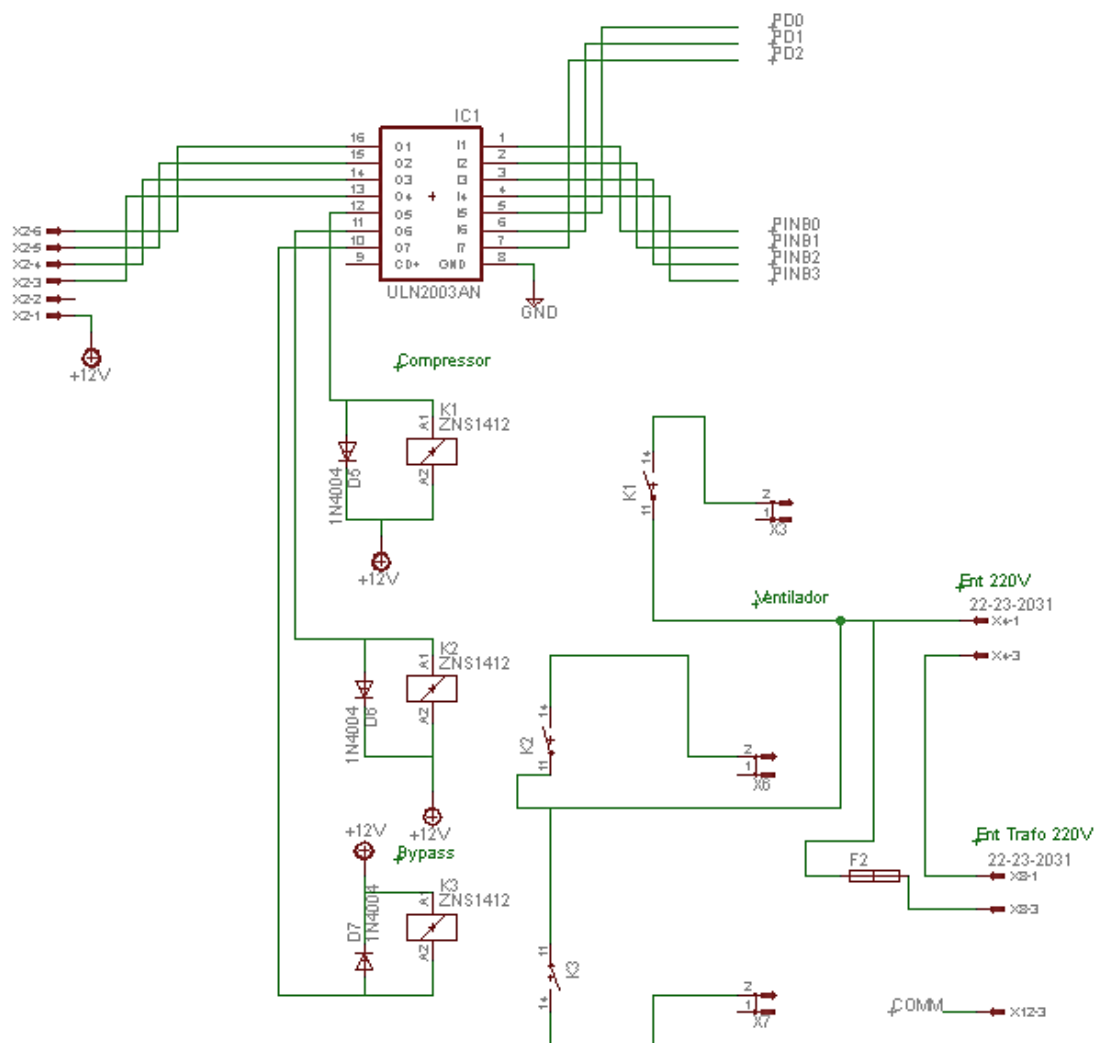 PD0
PD1
PD2
IC1
16 O1 I1 1
15 O2 I2 2
14 O3 I3 3
13 O4 I4 4
12 O5 I5 5
11 O6 I6 6
10 O7 I7 7
9 CD+ GND 8
ULN2003AN
GND
X2-6
X2-5
X2-4
X2-3
X2-2
X2-1
+12V
PINB0
PINB1
PINB2
PINB3
Compressor
K1
ZNS1412
A1
A2
1N4004
D5
+12V
K1
14
11
2
1
X3
Ventilador
Ent 220V
22-23-2031
X4-1
X4-3
K2
ZNS1412
A1
A2
1N4004
D6
+12V
K2
14
11
2
1
X6
+12V
Bypass
K3
ZNS1412
A1
A2
D7
1N4004
Ent Trafo 220V
22-23-2031
F2
X8-1
X8-3
11
K3
14
2
1
X7
COMM
X12-3